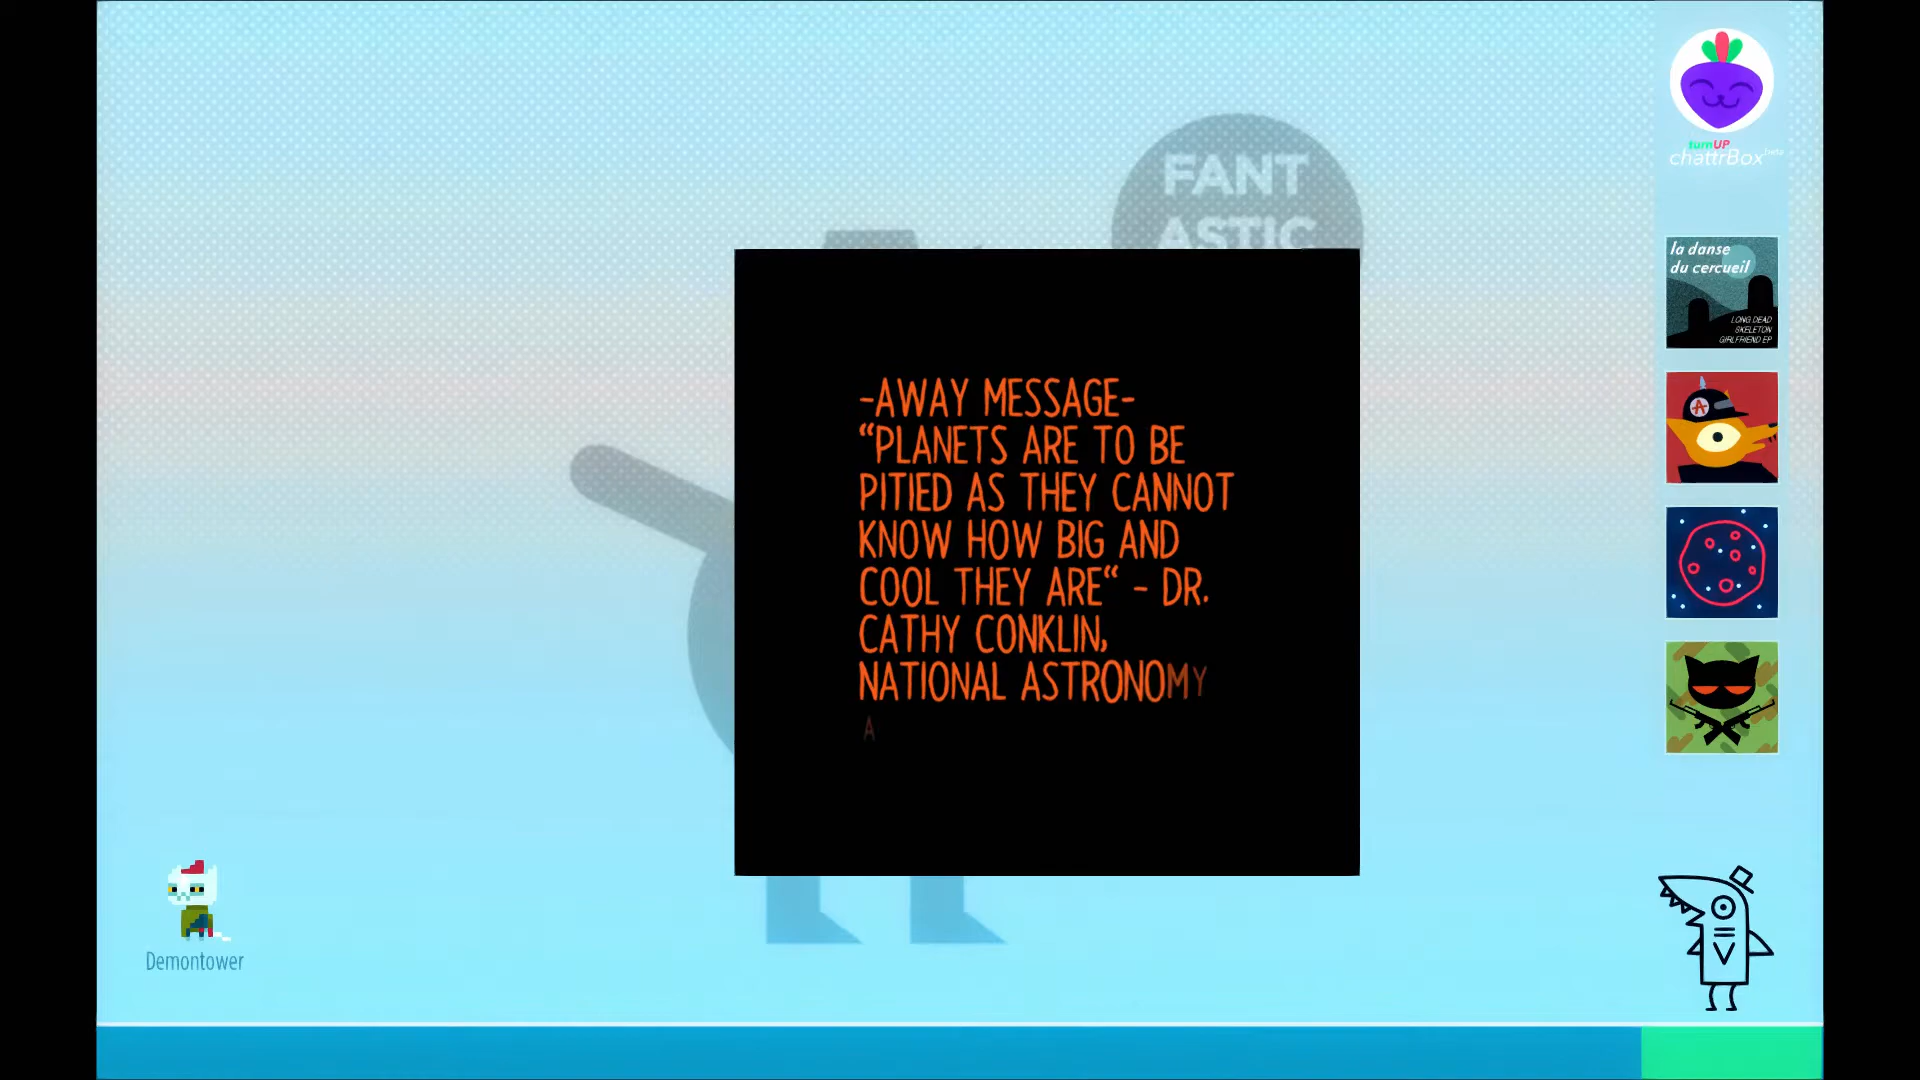 FANT
ASTIC
turnUP
chattrBox beta
la danse
du cercueil
LONG DEAD
SKELETON
GIRLFRIEND EP
A
-AWAY MESSAGE-
“PLANETS ARE TO BE
PITIED AS THEY CANNOT
KNOW HOW BIG AND
COOL THEY ARE“ - DR.
CATHY CONKLIN,
NATIONAL ASTRONOMY
A
Demontower